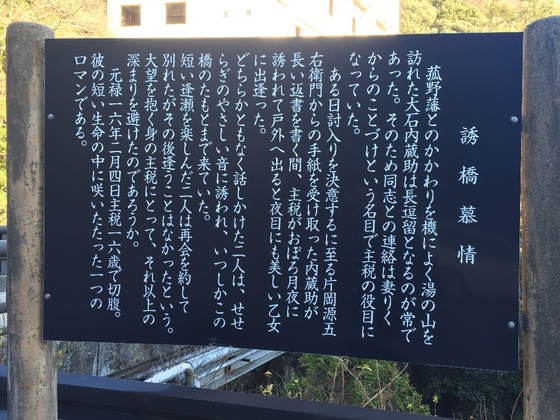 誘橋慕情
菰野藩とのかかわりを機によく湯の山を
訪れた大石内蔵助は長逗留となるのが常で
あった。そのため同志との連絡は妻りく
からのことづけという名目で主税の役目に
なっていた。
ある日討入りを決意するに至る片岡源五
右衛門からの手紙を受け取った内蔵助が
長い返書を書く間、主税がおぼろ月夜に
誘われて戸外へ出ると夜目にも美しい乙女
に出逢った。
どちらかともなく話しかけた二人は、せせ
らぎのやさしい音に誘われ、いつしかこの
橋のたもとまで来ていた。
短い逢瀬を楽しんだ二人は再会を約して
別れたがその後逢うことはなかったという。
大望を抱く身の主税にとって、それ以上の
深まりを避けたのであろうか。
元禄一六年二月四日主税一六歳で切腹。
彼の短い生命の中に咲いたたった一つの
ロマンである。